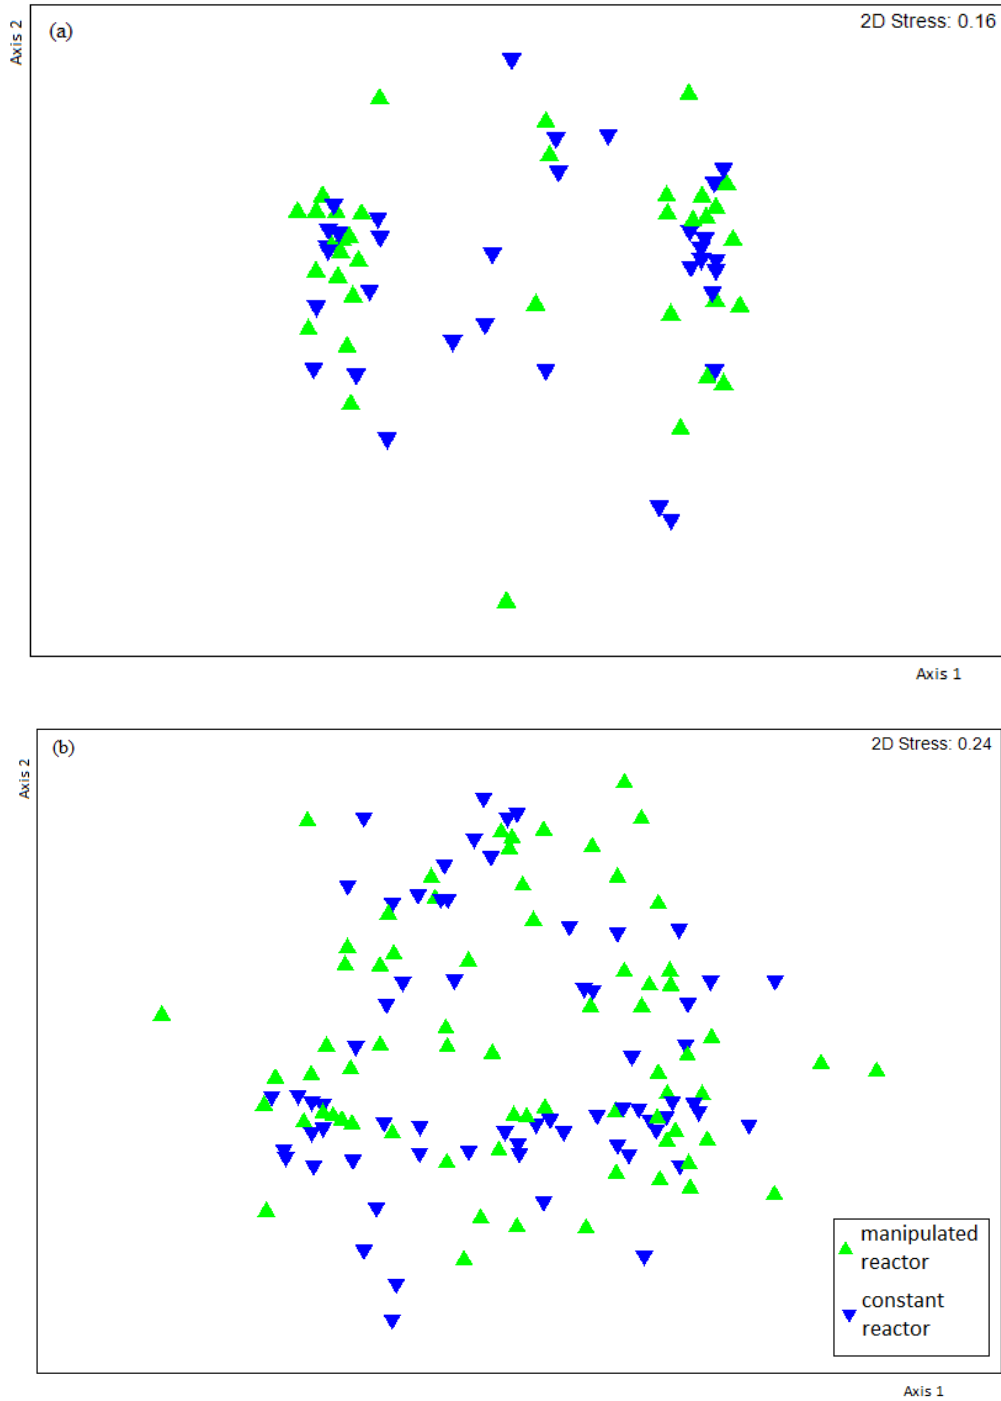 (a)
2D Stress: 0.16
Axis 2
Axis 1
(b)
2D Stress: 0.24
Axis 2
manipulated
reactor
constant
reactor
Axis 1